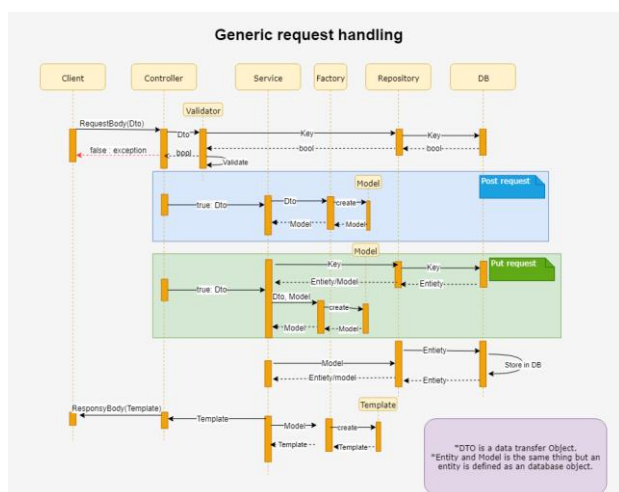 Generic request handling
Client Controller Service Factory Repository DB
Validator
RequestBody(Dto)
Dto Key Key
false : exception bool bool bool
Validate
Post request
Model
true: Dto Dto create
Model Model
Model
Put request
Key Key
Entiety/Model Entiety
true: Dto Dto, Model create
Model Model
Entiety
Model Store in DB
Entiety/model Entiety
Template
ResponsyBody(Template) Template Model create
Template Template
*DTO is a data transfer Object.
*Entity and Model is the same thing but an
entity is defined as an database object.